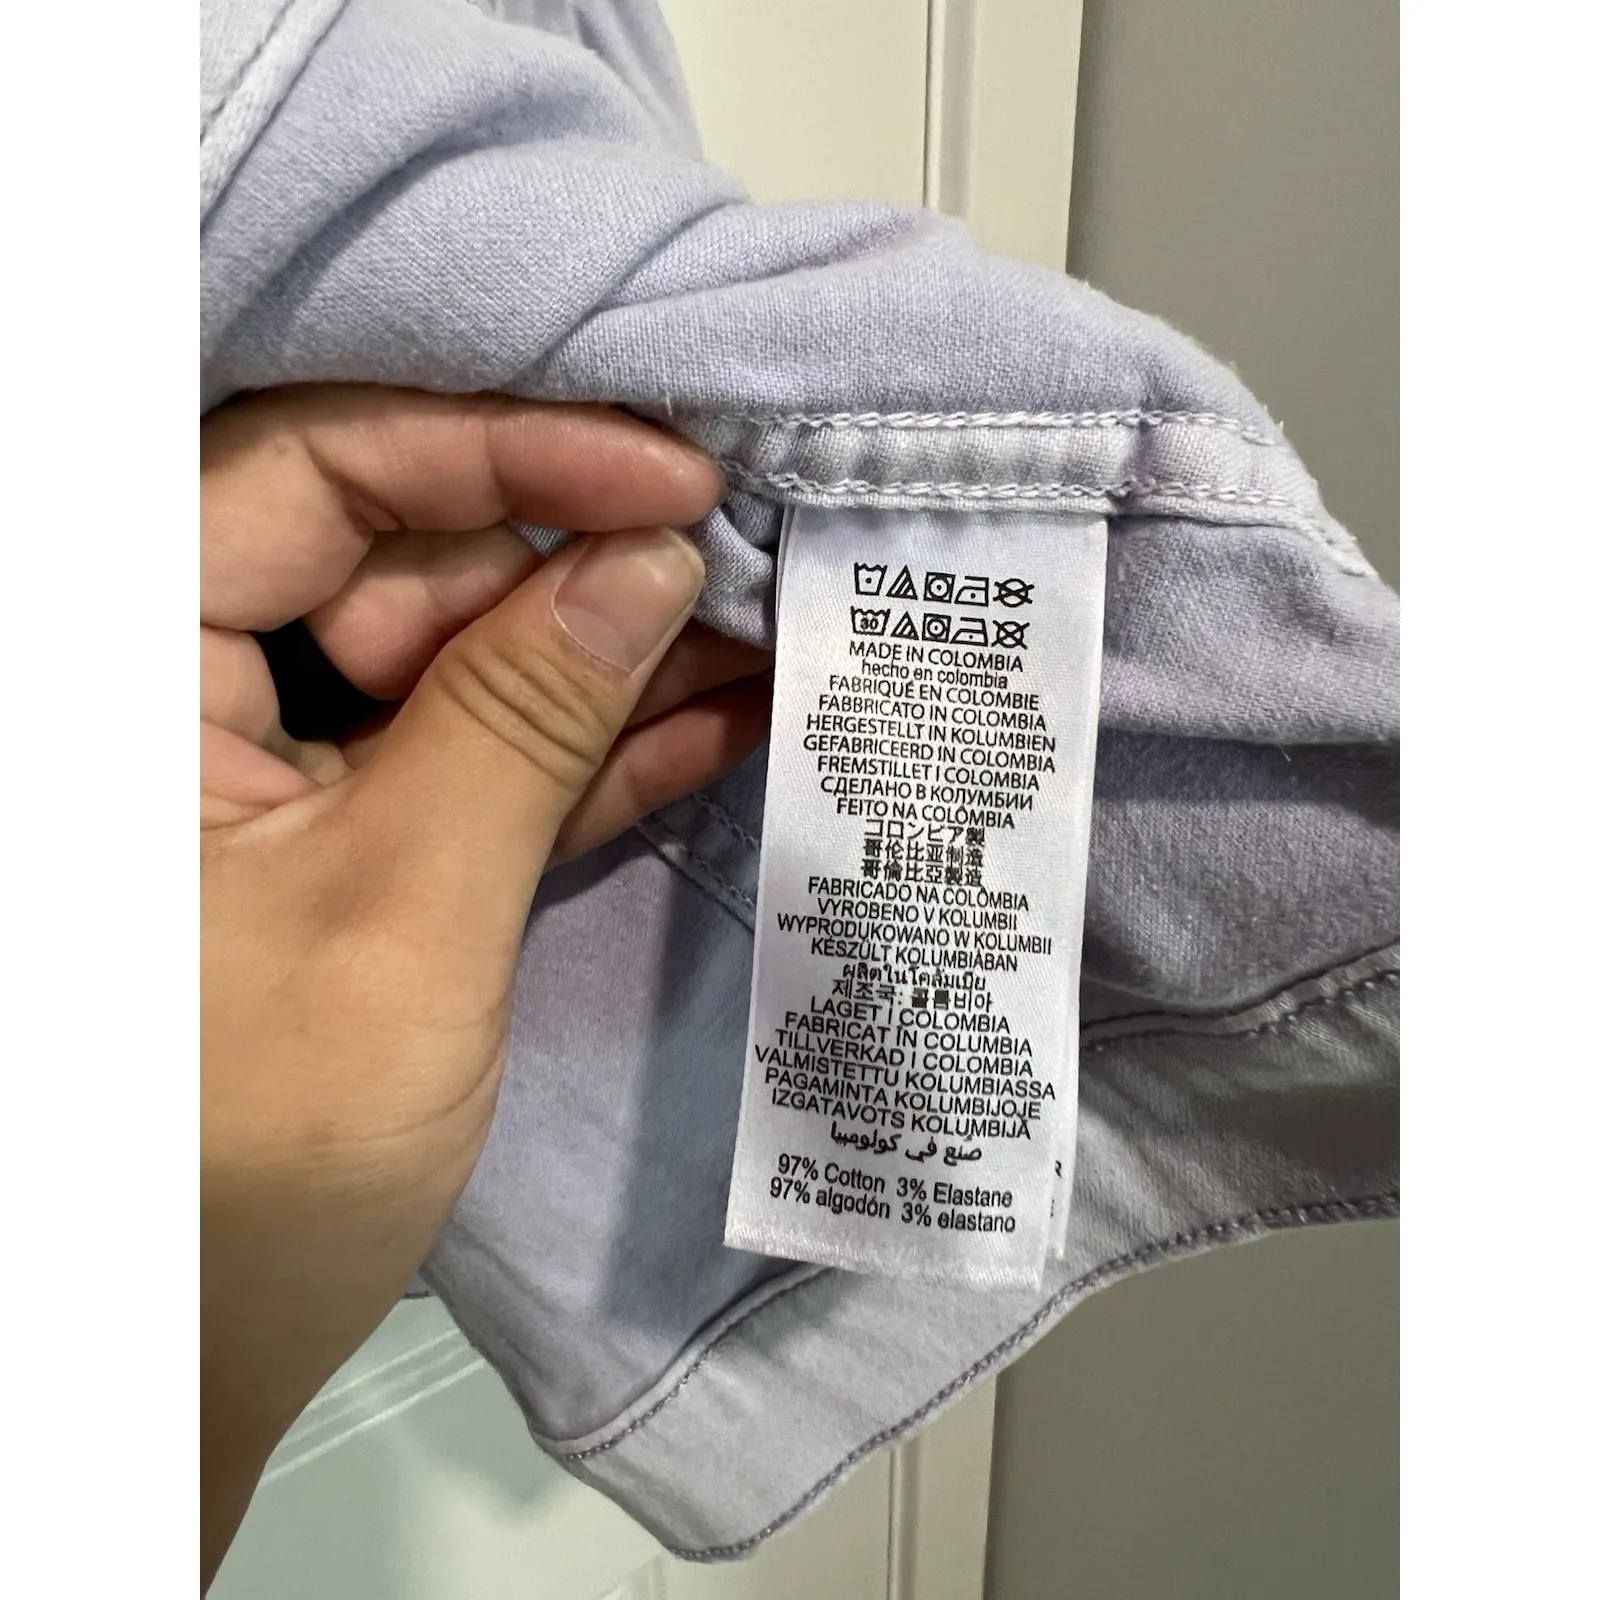 30
MADE IN COLOMBIA
hecho en colombia
FABRIQUÉ EN COLOMBIE
FABBRICATO IN COLOMBIA
HERGESTELLT IN KOLUMBIEN
GEFABRICEERD IN COLOMBIA
FREMSTILLET I COLOMBIA
СДЕЛАНО В КОЛУМБИИ
FEITO NA COLÔMBIA
コロンビア製
哥伦比亚制造
哥倫比亞製造
FABRICADO NA COLÔMBIA
VYROBENO V KOLUMBII
WYPRODUKOWANO W KOLUMBII
KÉSZÜLT KOLUMBIÁBAN
ผลิตในโคลัมเบีย
제조국: 콜롬비아
LAGET I COLOMBIA
FABRICAT ÎN COLUMBIA
TILLVERKAD I COLOMBIA
VALMISTETTU KOLUMBIASSA
PAGAMINTA KOLUMBIJOJE
IZGATAVOTS KOLUMBIJĀ
صُنع في كولومبيا
97% Cotton 3% Elastane
97% algodón 3% elastano
R
E